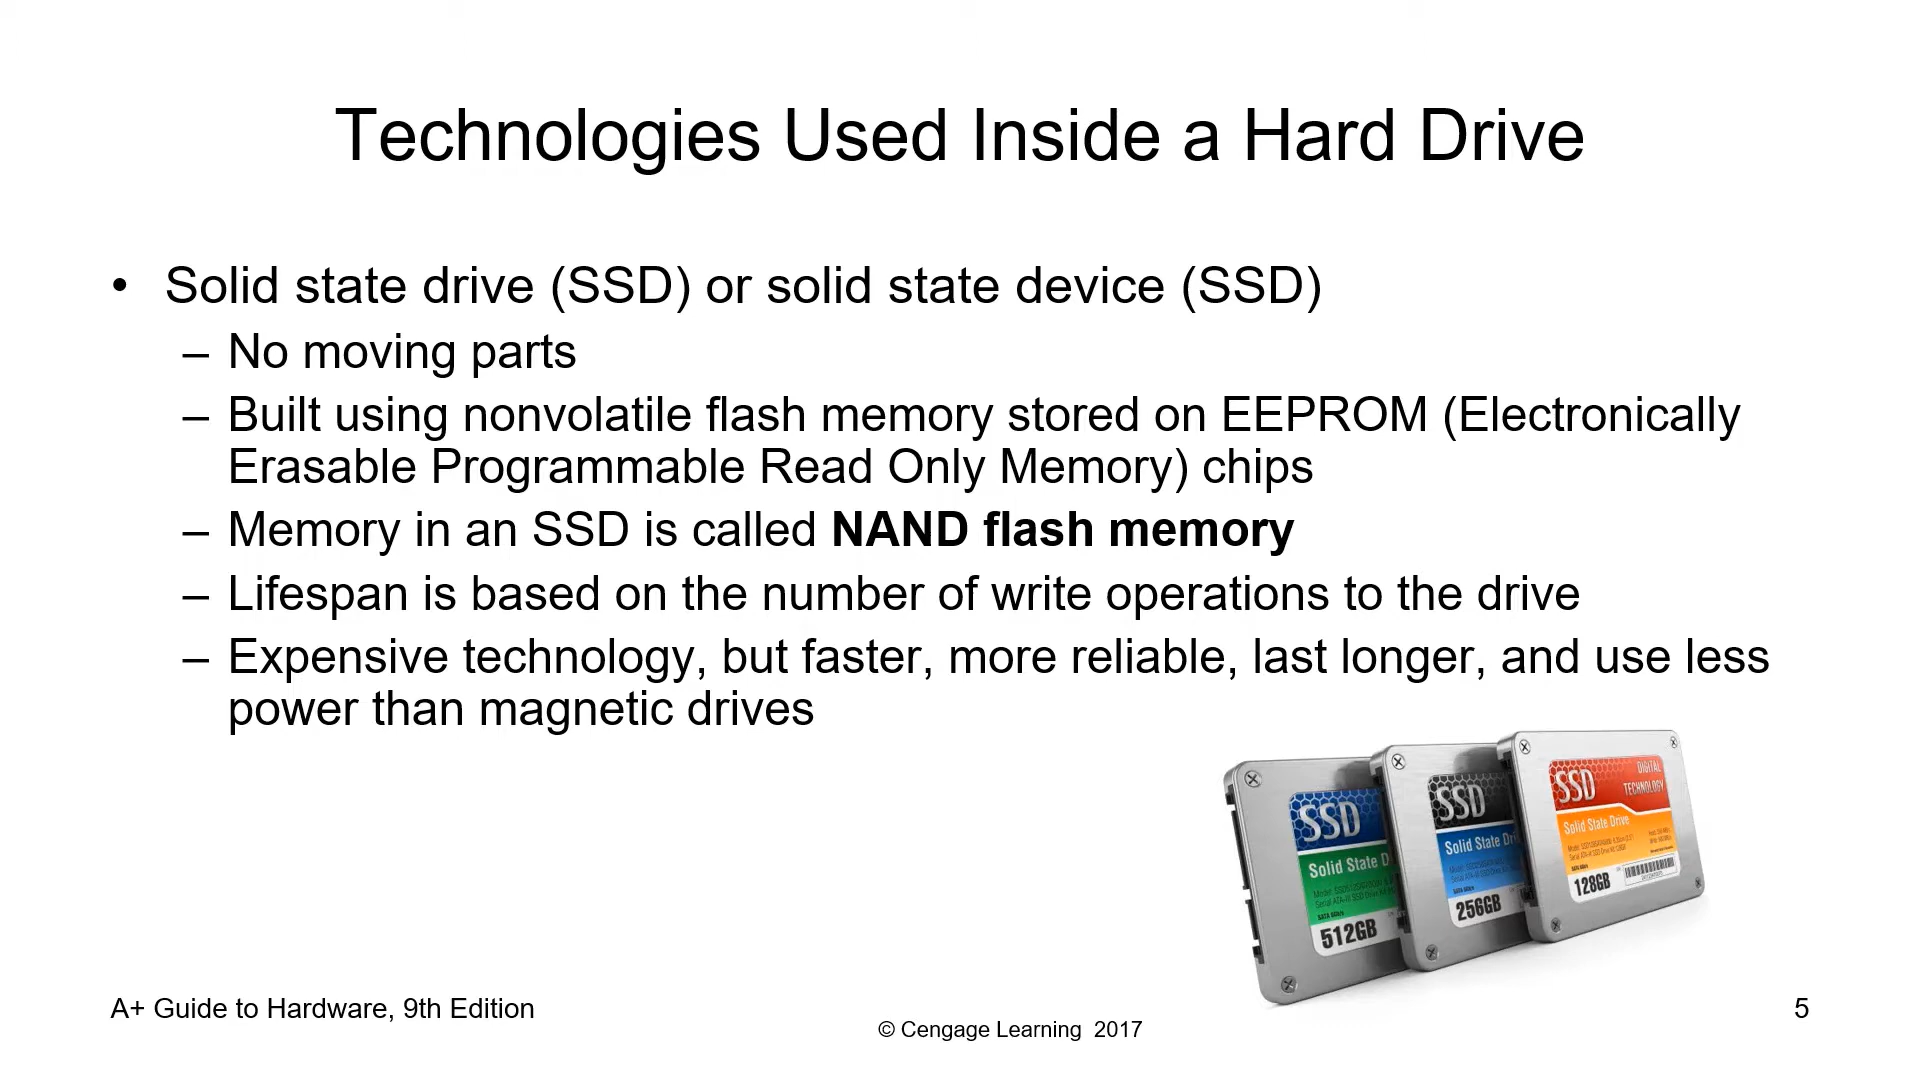 Technologies Used Inside a Hard Drive
• Solid state drive (SSD) or solid state device (SSD)
– No moving parts
– Built using nonvolatile flash memory stored on EEPROM (Electronically
Erasable Programmable Read Only Memory) chips
– Memory in an SSD is called NAND flash memory
– Lifespan is based on the number of write operations to the drive
– Expensive technology, but faster, more reliable, last longer, and use less
power than magnetic drives
SSD
Solid State D
512GB
SSD
Solid State Dri
256GB
SSD
DIGITAL
TECHNOLOGY
Solid State Drive
128GB
A+ Guide to Hardware, 9th Edition
© Cengage Learning 2017
5